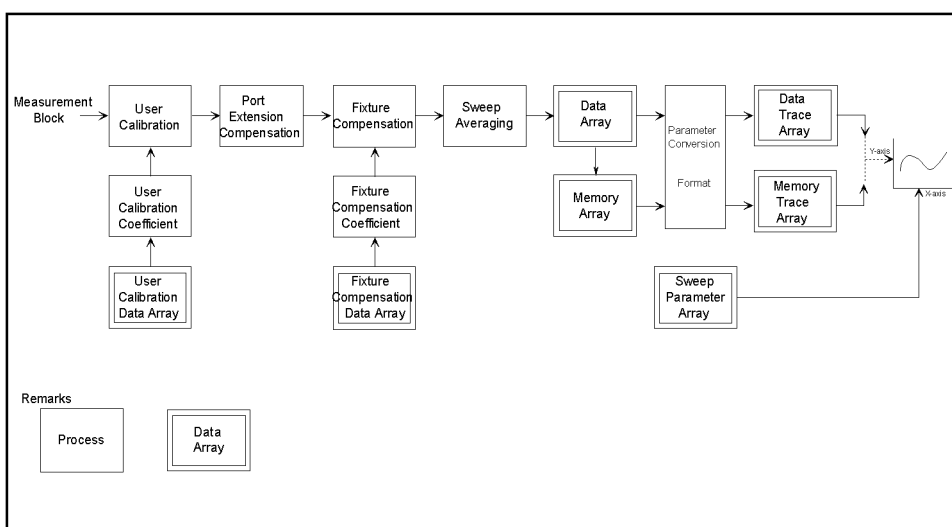 Measurement
Block
User
Calibration
Port
Extension
Compensation
Fixture
Compensation
Sweep
Averaging
Data
Array
Parameter
Conversion
Format
Data
Trace
Array
Y-axis
X-axis
User
Calibration
Coefficient
Fixture
Compensation
Coefficient
Memory
Array
Memory
Trace
Array
User
Calibration
Data Array
Fixture
Compensation
Data Array
Sweep
Parameter
Array
Remarks
Process
Data
Array